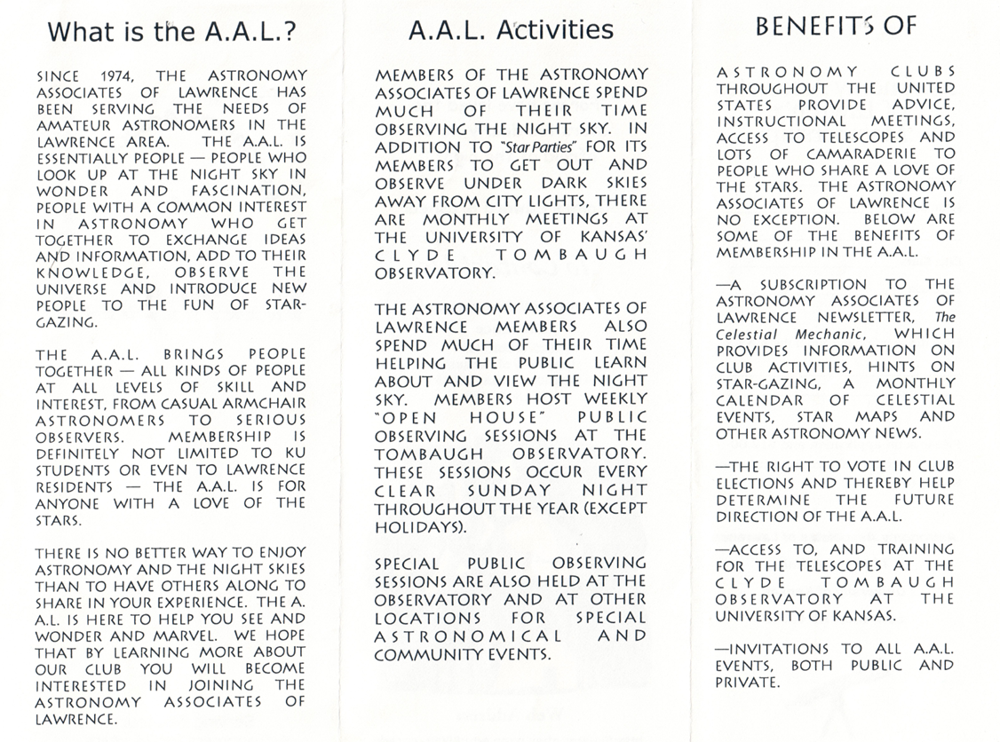 What is the A.A.L.?
SINCE 1974, THE ASTRONOMY
ASSOCIATES OF LAWRENCE HAS
BEEN SERVING THE NEEDS OF
AMATEUR ASTRONOMERS IN THE
LAWRENCE AREA. THE A.A.L. IS
ESSENTIALLY PEOPLE — PEOPLE WHO
LOOK UP AT THE NIGHT SKY IN
WONDER AND FASCINATION,
PEOPLE WITH A COMMON INTEREST
IN ASTRONOMY WHO GET
TOGETHER TO EXCHANGE IDEAS
AND INFORMATION, ADD TO THEIR
KNOWLEDGE, OBSERVE THE
UNIVERSE AND INTRODUCE NEW
PEOPLE TO THE FUN OF STAR-
GAZING.
THE A.A.L. BRINGS PEOPLE
TOGETHER — ALL KINDS OF PEOPLE
AT ALL LEVELS OF SKILL AND
INTEREST, FROM CASUAL ARMCHAIR
ASTRONOMERS TO SERIOUS
OBSERVERS. MEMBERSHIP IS
DEFINITELY NOT LIMITED TO KU
STUDENTS OR EVEN TO LAWRENCE
RESIDENTS — THE A.A.L. IS FOR
ANYONE WITH A LOVE OF THE
STARS.
THERE IS NO BETTER WAY TO ENJOY
ASTRONOMY AND THE NIGHT SKIES
THAN TO HAVE OTHERS ALONG TO
SHARE IN YOUR EXPERIENCE. THE A.
A.L. IS HERE TO HELP YOU SEE AND
WONDER AND MARVEL. WE HOPE
THAT BY LEARNING MORE ABOUT
OUR CLUB YOU WILL BECOME
INTERESTED IN JOINING THE
ASTRONOMY ASSOCIATES OF
LAWRENCE.
A.A.L. Activities
MEMBERS OF THE ASTRONOMY
ASSOCIATES OF LAWRENCE SPEND
MUCH OF THEIR TIME
OBSERVING THE NIGHT SKY. IN
ADDITION TO "Star Parties" FOR ITS
MEMBERS TO GET OUT AND
OBSERVE UNDER DARK SKIES
AWAY FROM CITY LIGHTS, THERE
ARE MONTHLY MEETINGS AT
THE UNIVERSITY OF KANSAS'
CLYDE TOMBAUGH
OBSERVATORY.
THE ASTRONOMY ASSOCIATES OF
LAWRENCE MEMBERS ALSO
SPEND MUCH OF THEIR TIME
HELPING THE PUBLIC LEARN
ABOUT AND VIEW THE NIGHT
SKY. MEMBERS HOST WEEKLY
"OPEN HOUSE" PUBLIC
OBSERVING SESSIONS AT THE
TOMBAUGH OBSERVATORY.
THESE SESSIONS OCCUR EVERY
CLEAR SUNDAY NIGHT
THROUGHOUT THE YEAR (EXCEPT
HOLIDAYS).
SPECIAL PUBLIC OBSERVING
SESSIONS ARE ALSO HELD AT THE
OBSERVATORY AND AT OTHER
LOCATIONS FOR SPECIAL
ASTRONOMICAL AND
COMMUNITY EVENTS.
BENEFITS OF
ASTRONOMY CLUBS
THROUGHOUT THE UNITED
STATES PROVIDE ADVICE,
INSTRUCTIONAL MEETINGS,
ACCESS TO TELESCOPES AND
LOTS OF CAMARADERIE TO
PEOPLE WHO SHARE A LOVE OF
THE STARS. THE ASTRONOMY
ASSOCIATES OF LAWRENCE IS
NO EXCEPTION. BELOW ARE
SOME OF THE BENEFITS OF
MEMBERSHIP IN THE A.A.L.
—A SUBSCRIPTION TO THE
ASTRONOMY ASSOCIATES OF
LAWRENCE NEWSLETTER, The
Celestial Mechanic, WHICH
PROVIDES INFORMATION ON
CLUB ACTIVITIES, HINTS ON
STAR-GAZING, A MONTHLY
CALENDAR OF CELESTIAL
EVENTS, STAR MAPS AND
OTHER ASTRONOMY NEWS.
—THE RIGHT TO VOTE IN CLUB
ELECTIONS AND THEREBY HELP
DETERMINE THE FUTURE
DIRECTION OF THE A.A.L.
—ACCESS TO, AND TRAINING
FOR THE TELESCOPES AT THE
CLYDE TOMBAUGH
OBSERVATORY AT THE
UNIVERSITY OF KANSAS.
—INVITATIONS TO ALL A.A.L.
EVENTS, BOTH PUBLIC AND
PRIVATE.